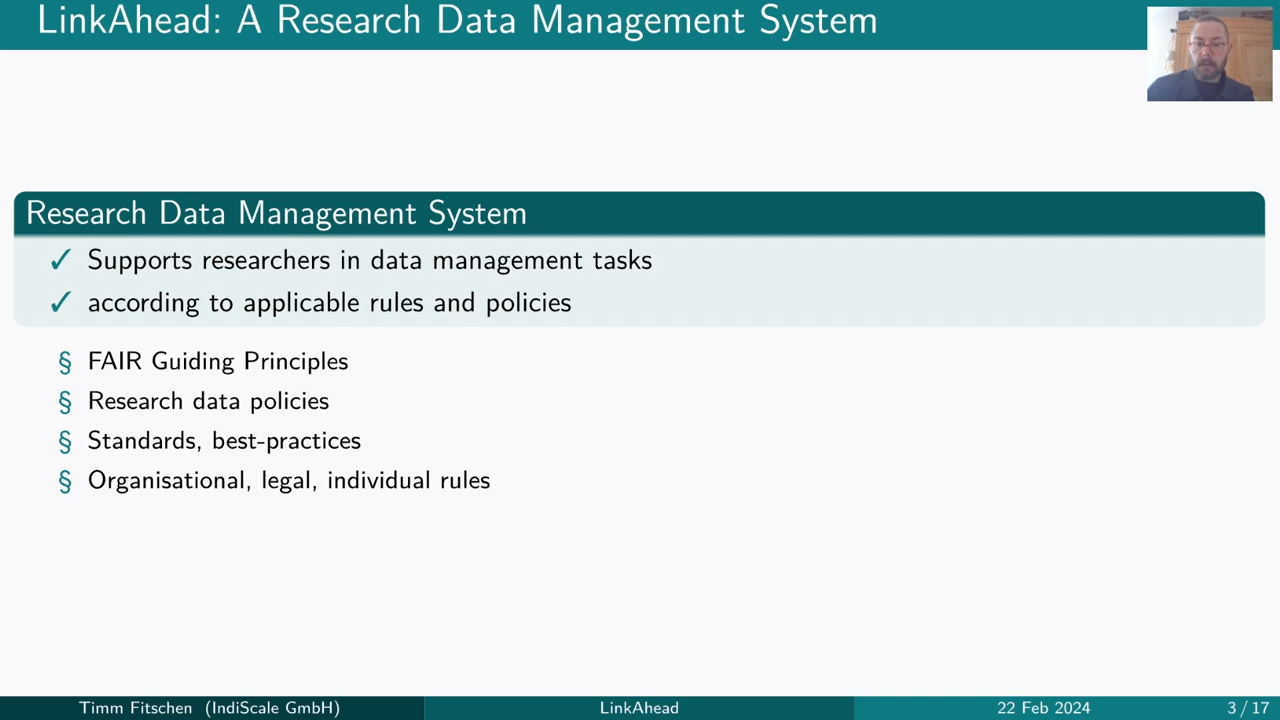 LinkAhead: A Research Data Management System
Research Data Management System
✓ Supports researchers in data management tasks
✓ according to applicable rules and policies
§ FAIR Guiding Principles
§ Research data policies
§ Standards, best-practices
§ Organisational, legal, individual rules
Timm Fitschen (IndiScale GmbH) LinkAhead 22 Feb 2024 3 / 17